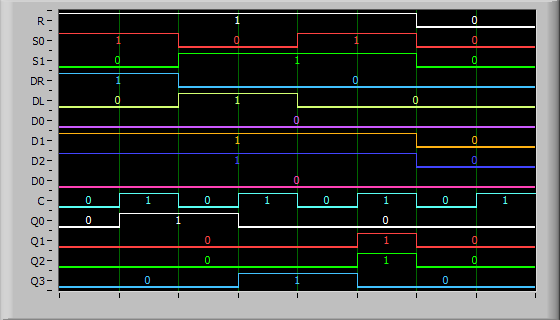 R 1 0
S0 1 0 1 0
S1 0 1 0
DR 1 0
DL 0 1 0
D0 0
D1 1 0
D2 1 0
D0 0
C 0 1 0 1 0 1 0 1
Q0 0 1 0
Q1 0 1 0
Q2 0 1 0
Q3 0 1 0